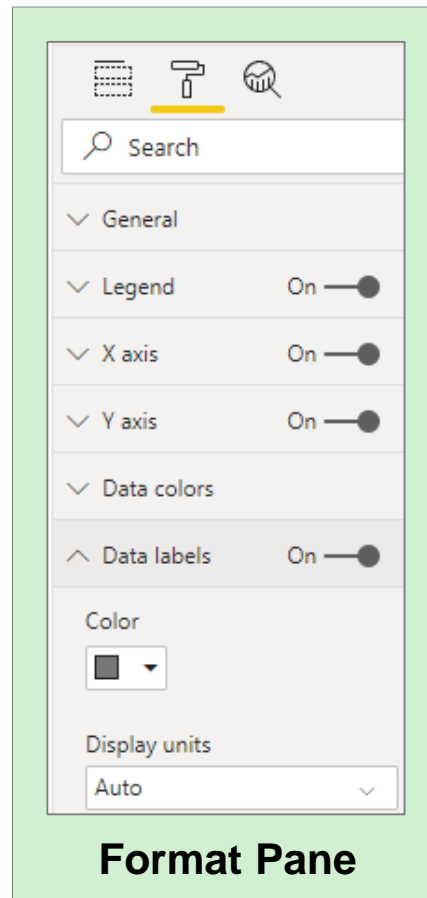 Search
General
Legend On
X axis On
Y axis On
Data colors
Data labels On
Color
Display units
Auto
Format Pane